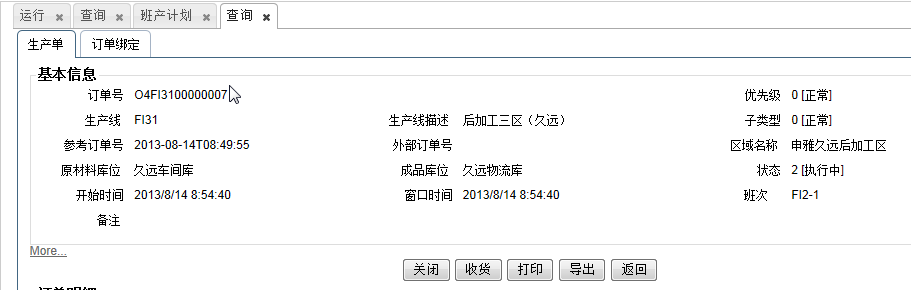 运行 查询 班产计划 查询
生产单 订单绑定
基本信息
订单号 O4FI3100000007 优先级 0 [正常]
生产线 FI31 生产线描述 后加工三区（久远） 子类型 0 [正常]
参考订单号 2013-08-14T08:49:55 外部订单号 区域名称 申雅久远后加工区
原材料库位 久远车间库 成品库位 久远物流库 状态 2 [执行中]
开始时间 2013/8/14 8:54:40 窗口时间 2013/8/14 8:54:40 班次 FI2-1
备注
More...
关闭 收货 打印 导出 返回